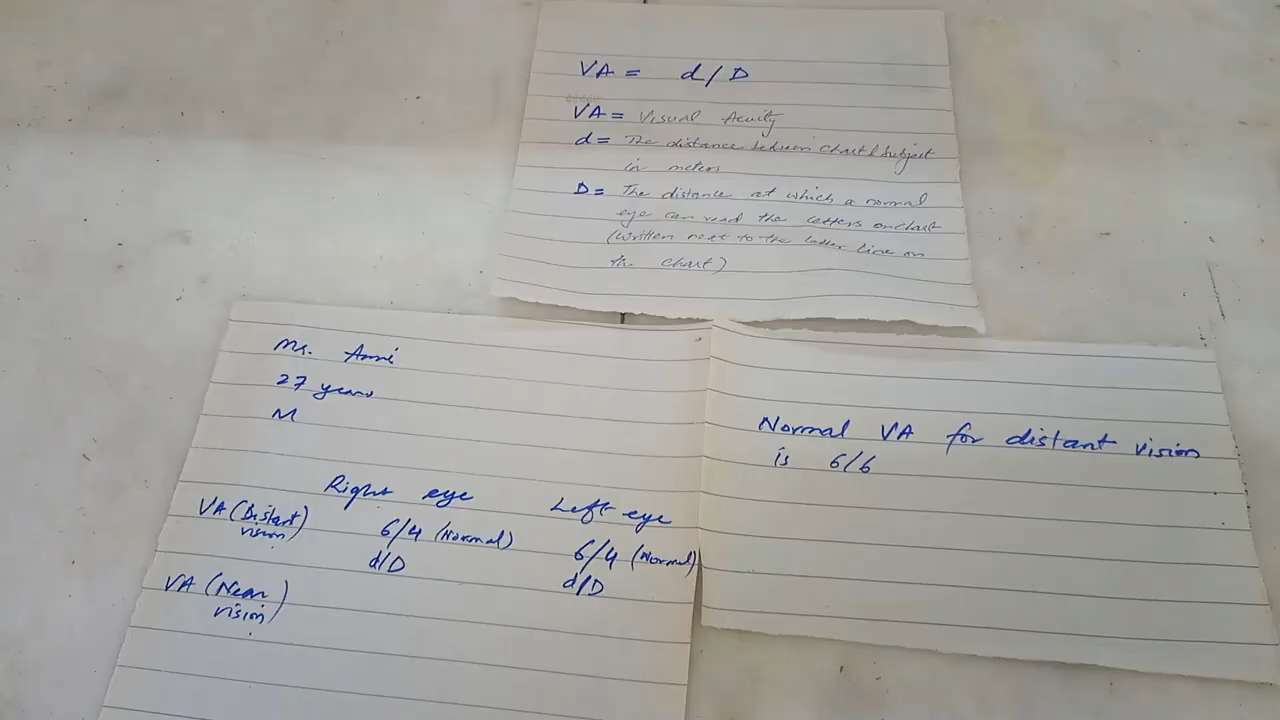 VA = d/D
VA = Visual Acuity
d = The distance between chart & subject
in meters
D = The distance at which a normal
eye can read the letters on chart
(written next to the letter line on
the chart)
Mr.
27 years
M
Right eye Left eye
VA (Distant vision) 6/4 (Normal) 6/4 (Normal)
d/D d/D
VA (Near vision)
Normal VA for distant vision
is 6/6